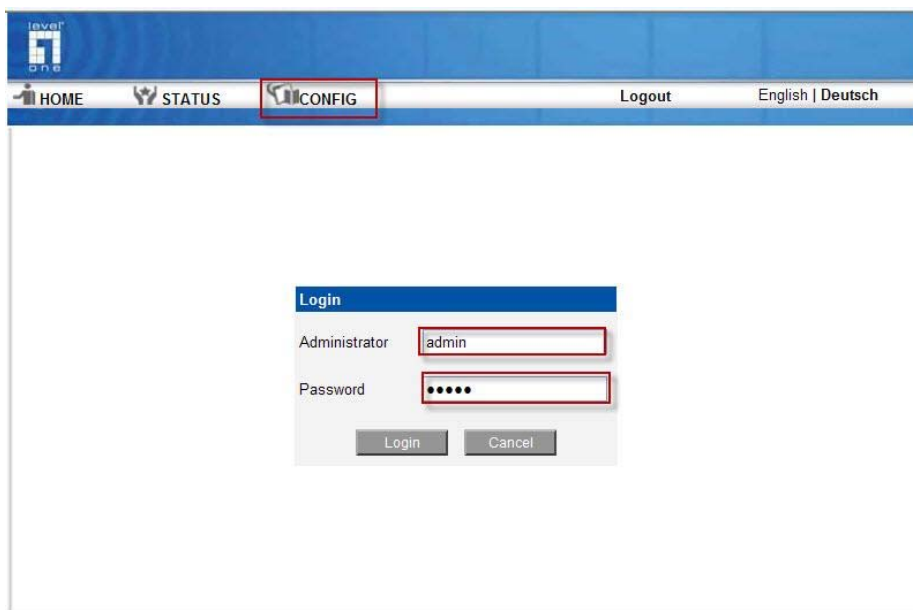 level
one
HOME STATUS CONFIG Logout English | Deutsch
Login
Administrator admin
Password •••••
Login Cancel